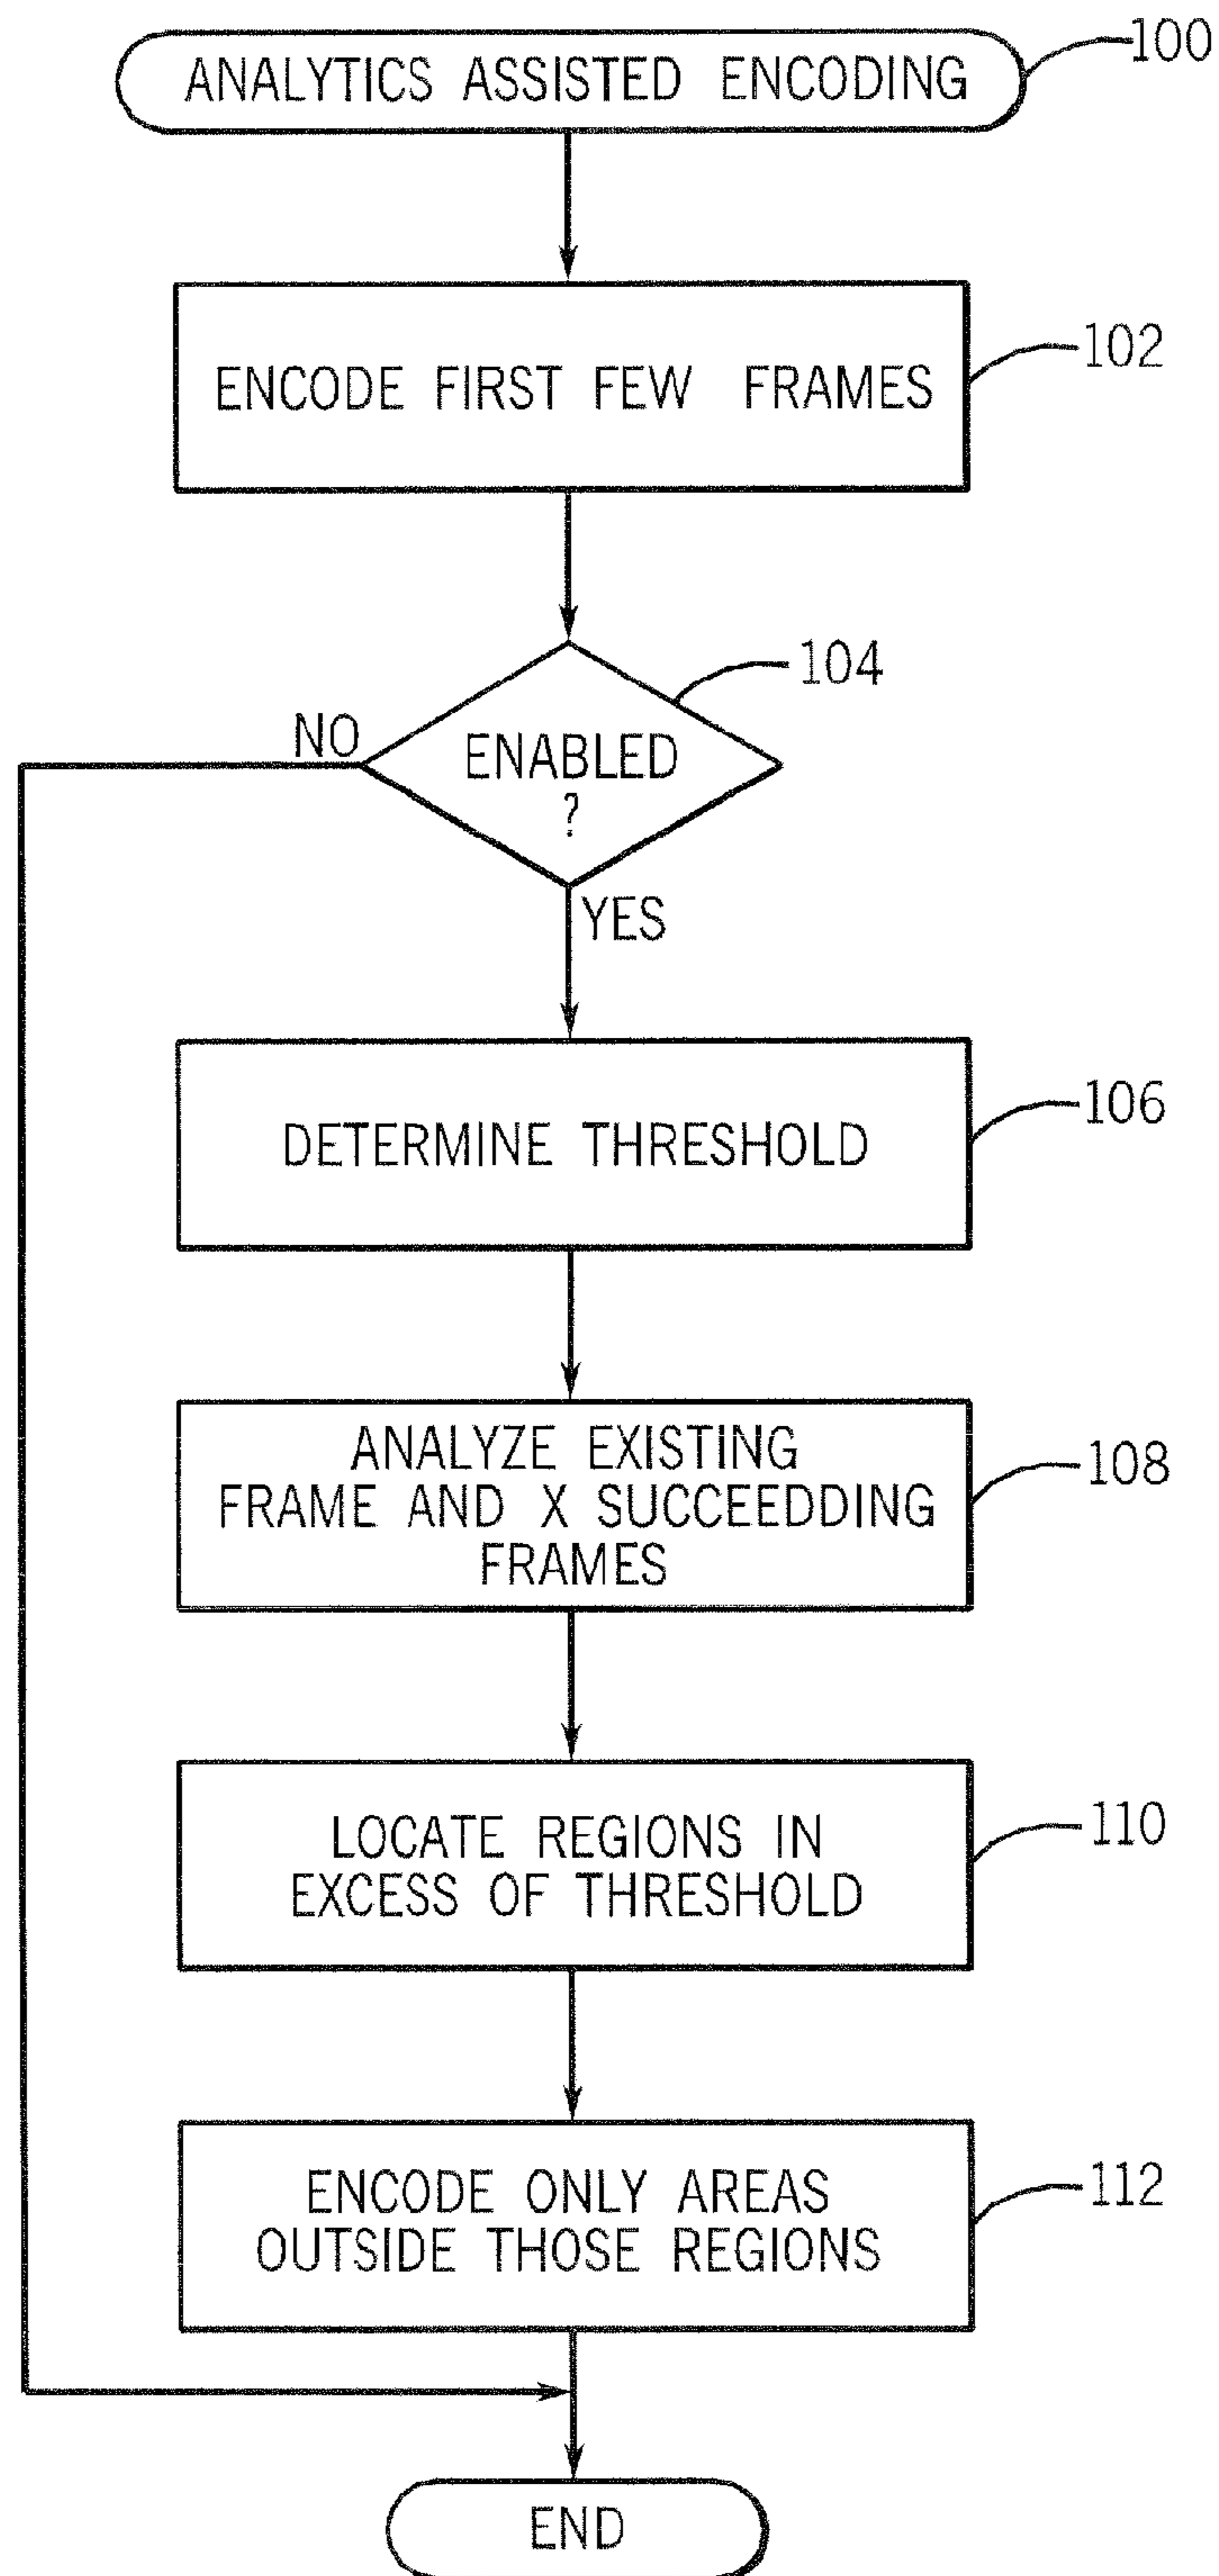 ANALYTICS ASSISTED ENCODING
100
ENCODE FIRST FEW FRAMES
102
104
NO
ENABLED
?
YES
DETERMINE THRESHOLD
106
ANALYZE EXISTING
FRAME AND X SUCCEEDDING
FRAMES
108
LOCATE REGIONS IN
EXCESS OF THRESHOLD
110
ENCODE ONLY AREAS
OUTSIDE THOSE REGIONS
112
END